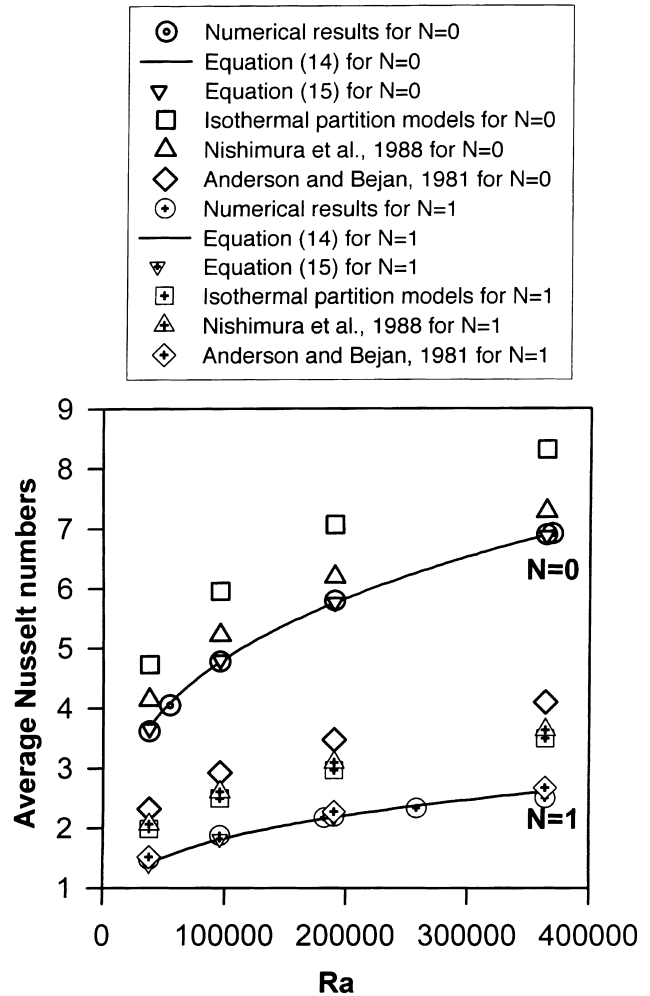 Numerical results for N=0
Equation (14) for N=0
Equation (15) for N=0
Isothermal partition models for N=0
Nishimura et al., 1988 for N=0
Anderson and Bejan, 1981 for N=0
Numerical results for N=1
Equation (14) for N=1
Equation (15) for N=1
Isothermal partition models for N=1
Nishimura et al., 1988 for N=1
Anderson and Bejan, 1981 for N=1
9
8
7
6
5
4
3
2
1
Average Nusselt numbers
N=0
N=1
0 100000 200000 300000 400000
Ra